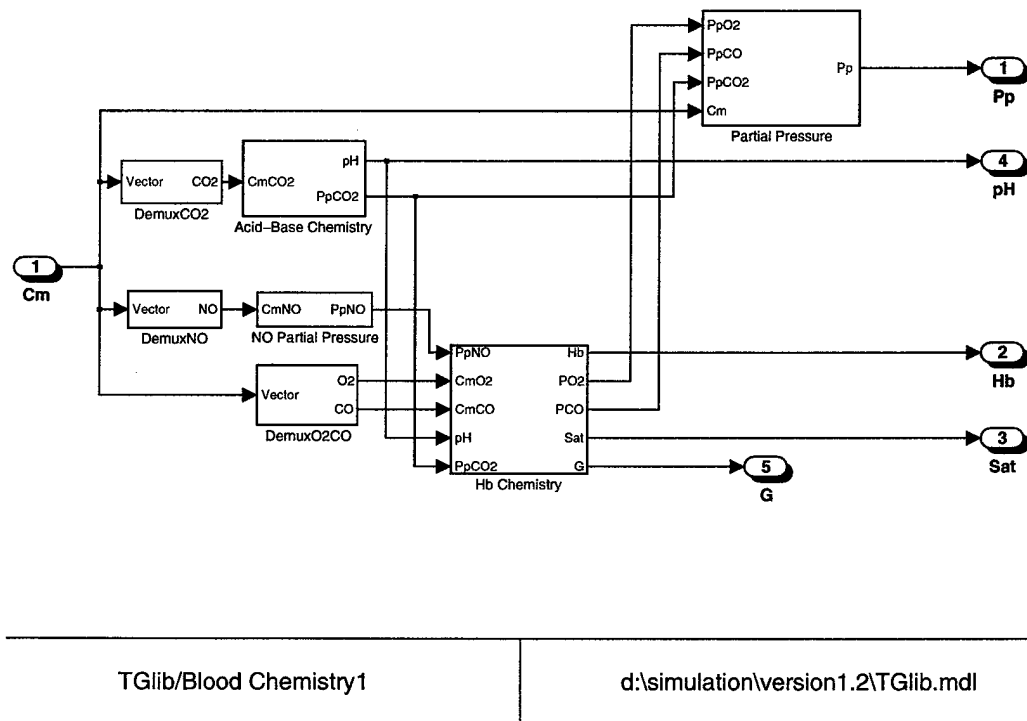 PpO2
PpCO
PpCO2
Cm
Pp
Partial Pressure
1
Pp
Vector CO2
DemuxCO2
CmCO2
pH
PpCO2
Acid-Base Chemistry
4
pH
1
Cm
Vector NO
DemuxNO
CmNO PpNO
NO Partial Pressure
Vector
O2
CO
DemuxO2CO
PpNO Hb
CmO2 PO2
CmCO PCO
pH Sat
PpCO2 G
Hb Chemistry
2
Hb
3
Sat
5
G
TGlib/Blood Chemistry1
d:\simulation\version1.2\TGlib.mdl